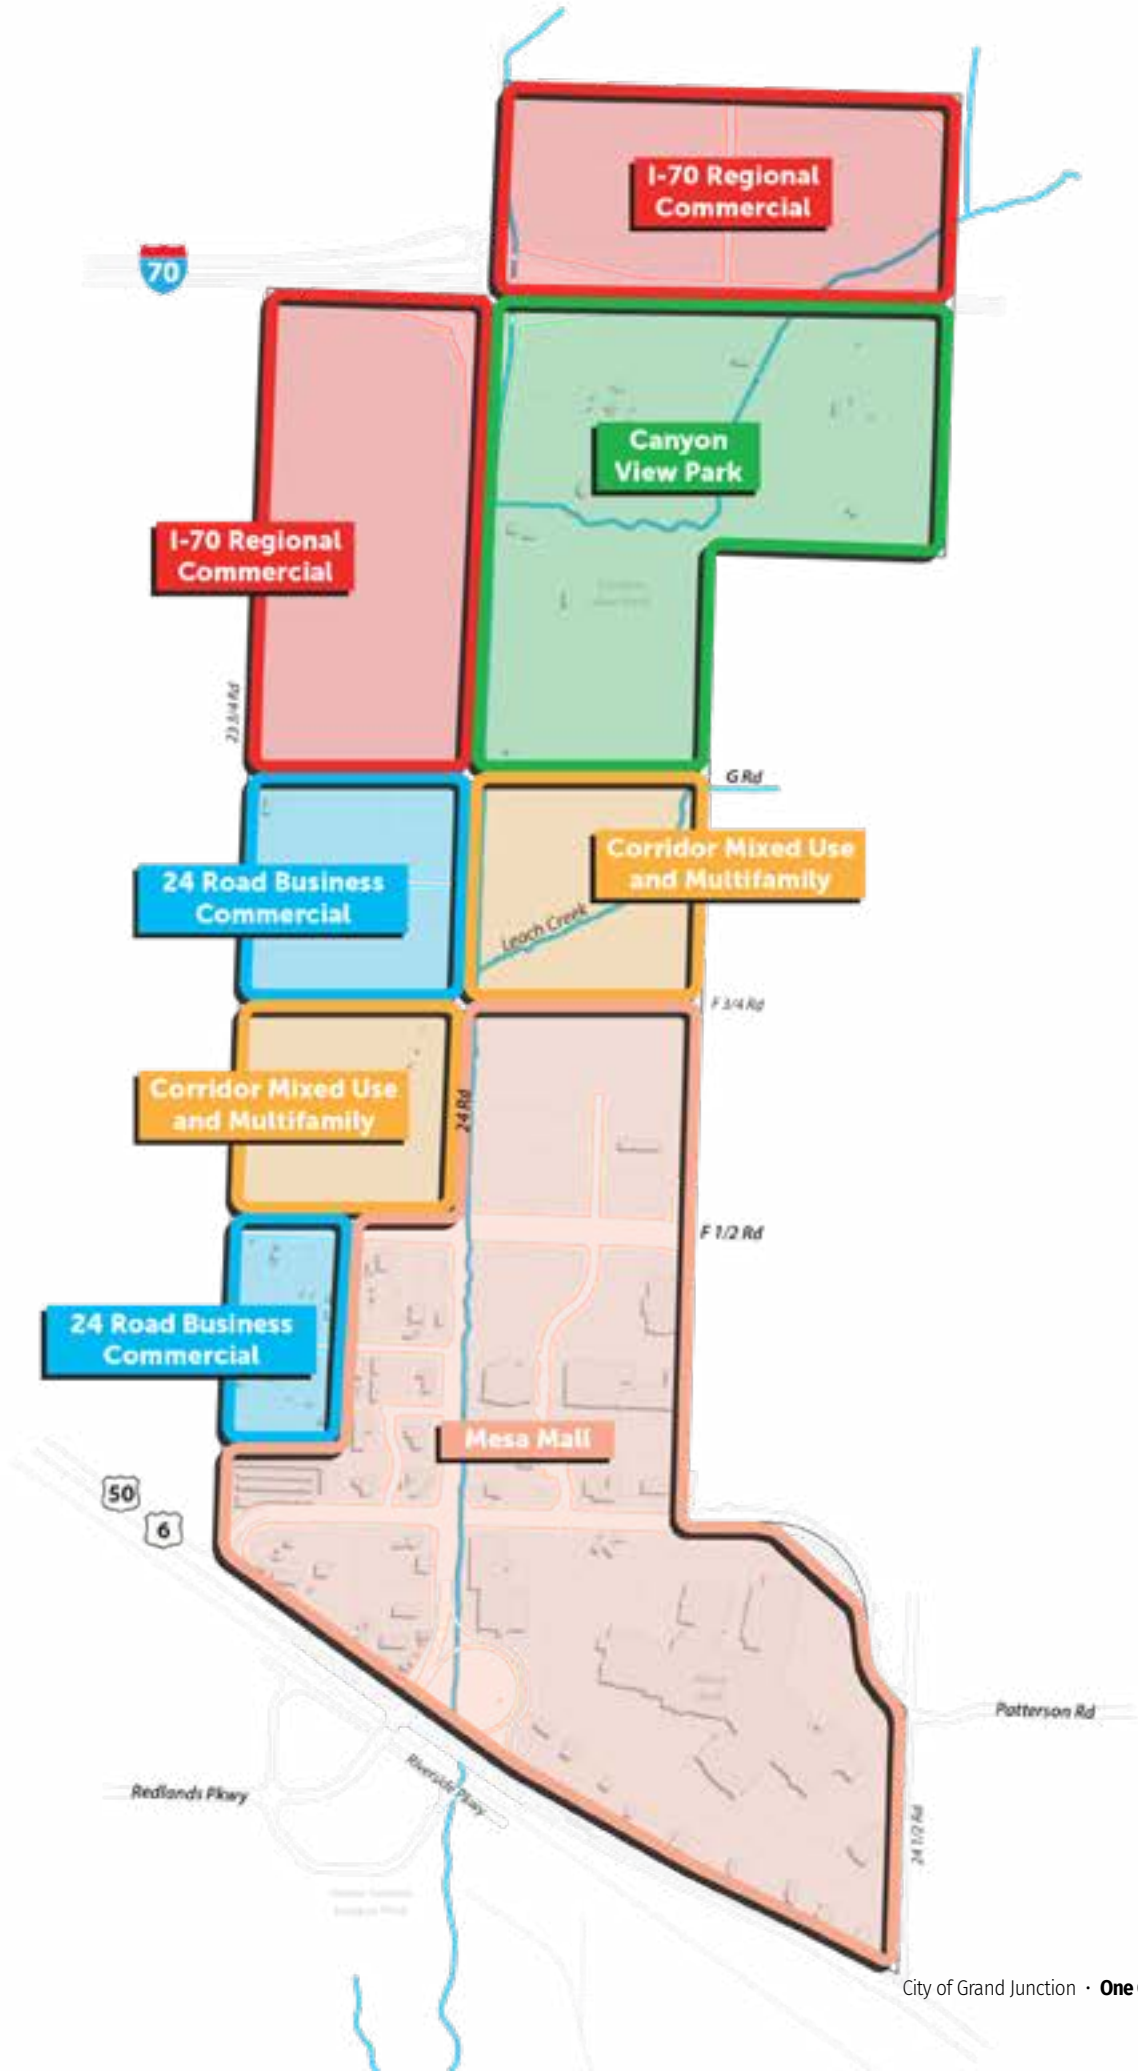 I-70 Regional
Commercial
70
Canyon
View Park
I-70 Regional
Commercial
23 3/4 Rd
G Rd
Corridor Mixed Use
and Multifamily
24 Road Business
Commercial
Leach Creek
F 3/4 Rd
Corridor Mixed Use
and Multifamily
24 Rd
F 1/2 Rd
24 Road Business
Commercial
Mesa Mall
50
6
Patterson Rd
Riverside Pkwy
Redlands Pkwy
24 1/2 Rd
City of Grand Junction · One